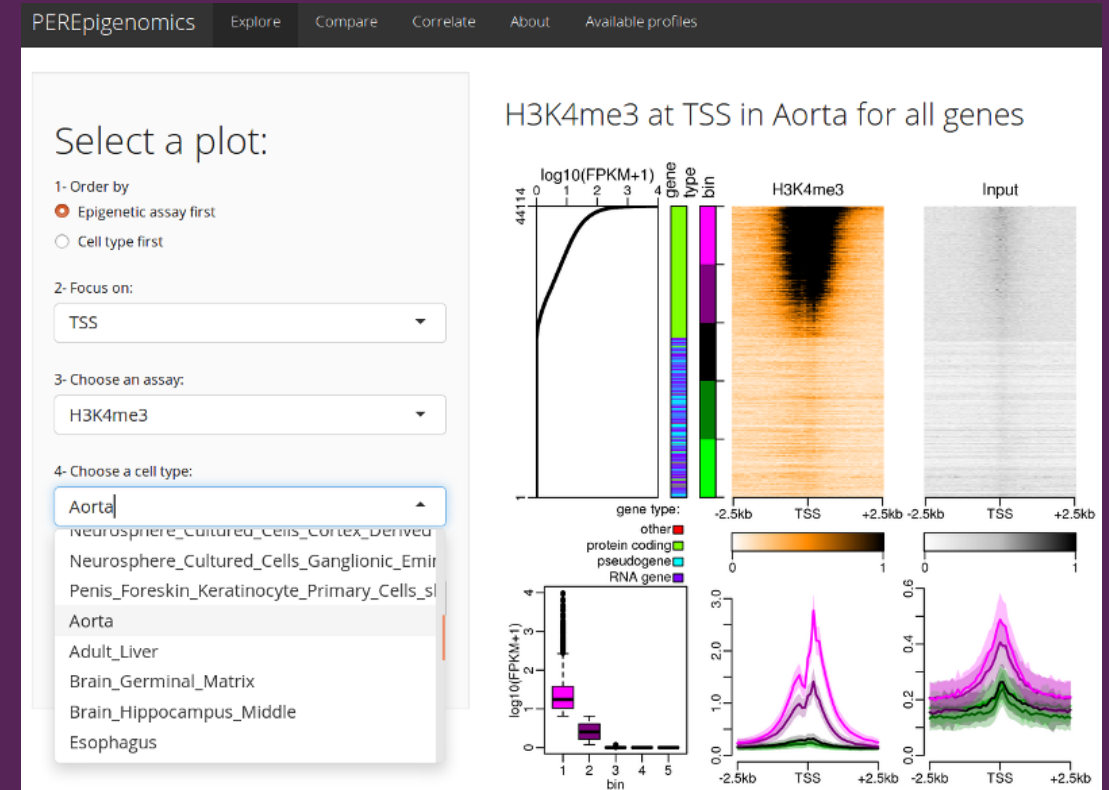 PEREpigenomics Explore Compare Correlate About Available profiles
Select a plot:
1- Order by
Epigenetic assay first
Cell type first
2- Focus on:
TSS
3- Choose an assay:
H3K4me3
4- Choose a cell type:
Aorta
Neurosphere_Cultured_Cells_Cortex_Derived
Neurosphere_Cultured_Cells_Ganglionic_Emi
Penis_Foreskin_Keratinocyte_Primary_Cells_s
Aorta
Adult_Liver
Brain_Germinal_Matrix
Brain_Hippocampus_Middle
Esophagus
H3K4me3 at TSS in Aorta for all genes
log10(FPKM+1)
0 1 2 3 4
gene type
bin
44114
1
H3K4me3
Input
-2.5kb TSS +2.5kb
-2.5kb TSS +2.5kb
gene type:
other
protein coding
pseudogene
RNA gene
0 1
0 1
log10(FPKM+1)
4
3
2
1
0
1 2 3 4 5
bin
3.0
2.0
1.0
0.0
-2.5kb TSS +2.5kb
0.6
0.4
0.2
0.0
-2.5kb TSS +2.5kb